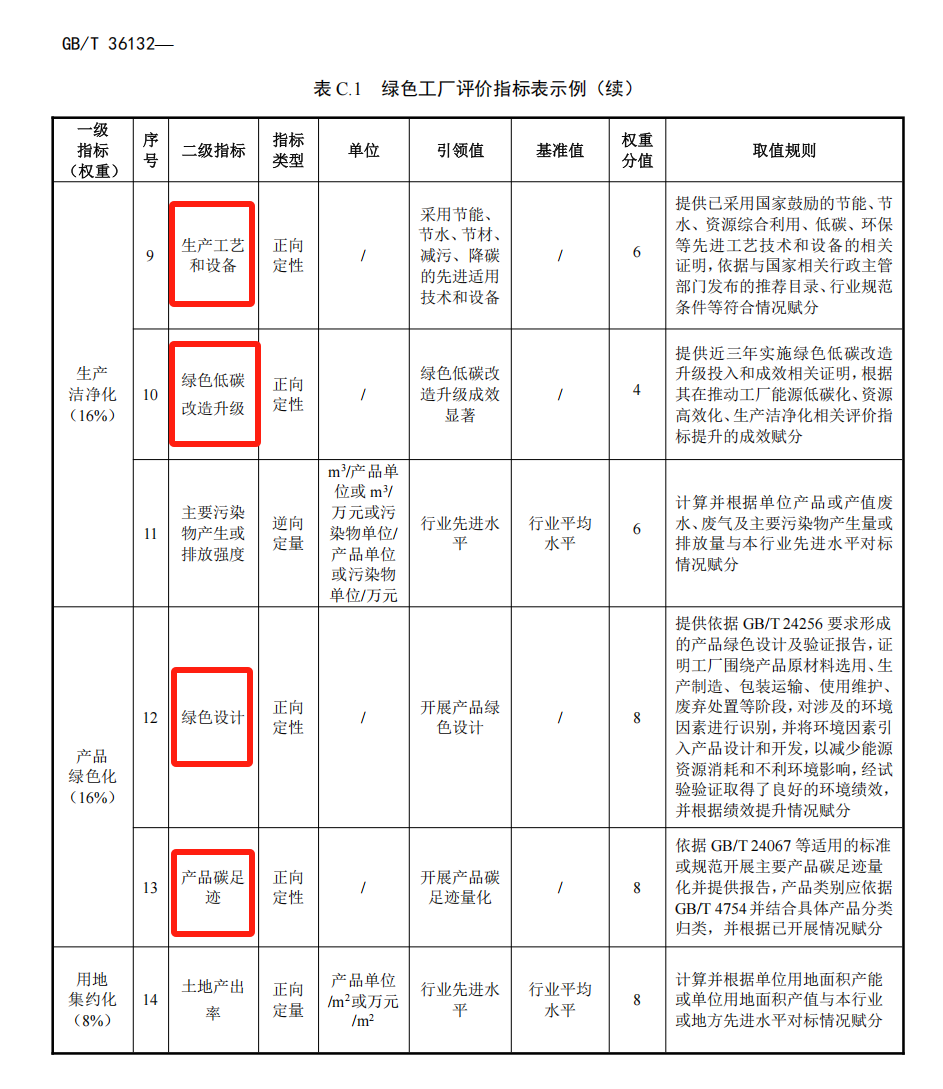 GB/T 36132—
表 C.1 绿色工厂评价指标表示例（续）
一级
指标
（权重）
序
号
二级指标
指标
类型
单位
引领值
基准值
权重
分值
取值规则
生产
洁净化
（16%）
9
生产工艺
和设备
正向
定性
/
采用节能、
节水、节材、
减污、降碳
的先进适用
技术和设备
/
6
提供已采用国家鼓励的节能、节
水、资源综合利用、低碳、环保
等先进工艺技术和设备的相关
证明，依据与国家相关行政主管
部门发布的推荐目录、行业规范
条件等符合情况赋分
10
绿色低碳
改造升级
正向
定性
/
绿色低碳改
造升级成效
显著
/
4
提供近三年实施绿色低碳改造
升级投入和成效相关证明，根据
其在推动工厂能源低碳化、资源
高效化、生产洁净化相关评价指
标提升的成效赋分
11
主要污染
物产生或
排放强度
逆向
定量
m³/产品单
位或 m³/
万元或污
染物单位/
产品单位
或污染物
单位/万元
行业先进水
平
行业平均
水平
6
计算并根据单位产品或产值废
水、废气及主要污染物产生量或
排放量与本行业先进水平对标
情况赋分
产品
绿色化
（16%）
12
绿色设计
正向
定性
/
开展产品绿
色设计
/
8
提供依据 GB/T 24256 要求形成
的产品绿色设计及验证报告，证
明工厂围绕产品原材料选用、生
产制造、包装运输、使用维护、
废弃处置等阶段，对涉及的环境
因素进行识别，并将环境因素引
入产品设计和开发，以减少能源
资源消耗和不利环境影响，经试
验验证取得了良好的环境绩效，
并根据绩效提升情况赋分
13
产品碳足
迹
正向
定性
/
开展产品碳
足迹量化
/
8
依据 GB/T 24067 等适用的标准
或规范开展主要产品碳足迹量
化并提供报告，产品类别应依据
GB/T 4754 并结合具体产品分类
归类，并根据已开展情况赋分
用地
集约化
（8%）
14
土地产出
率
正向
定量
产品单位
/m²或万元
/m²
行业先进水
平
行业平均
水平
8
计算并根据单位用地面积产能
或单位用地面积产值与本行业
或地方先进水平对标情况赋分